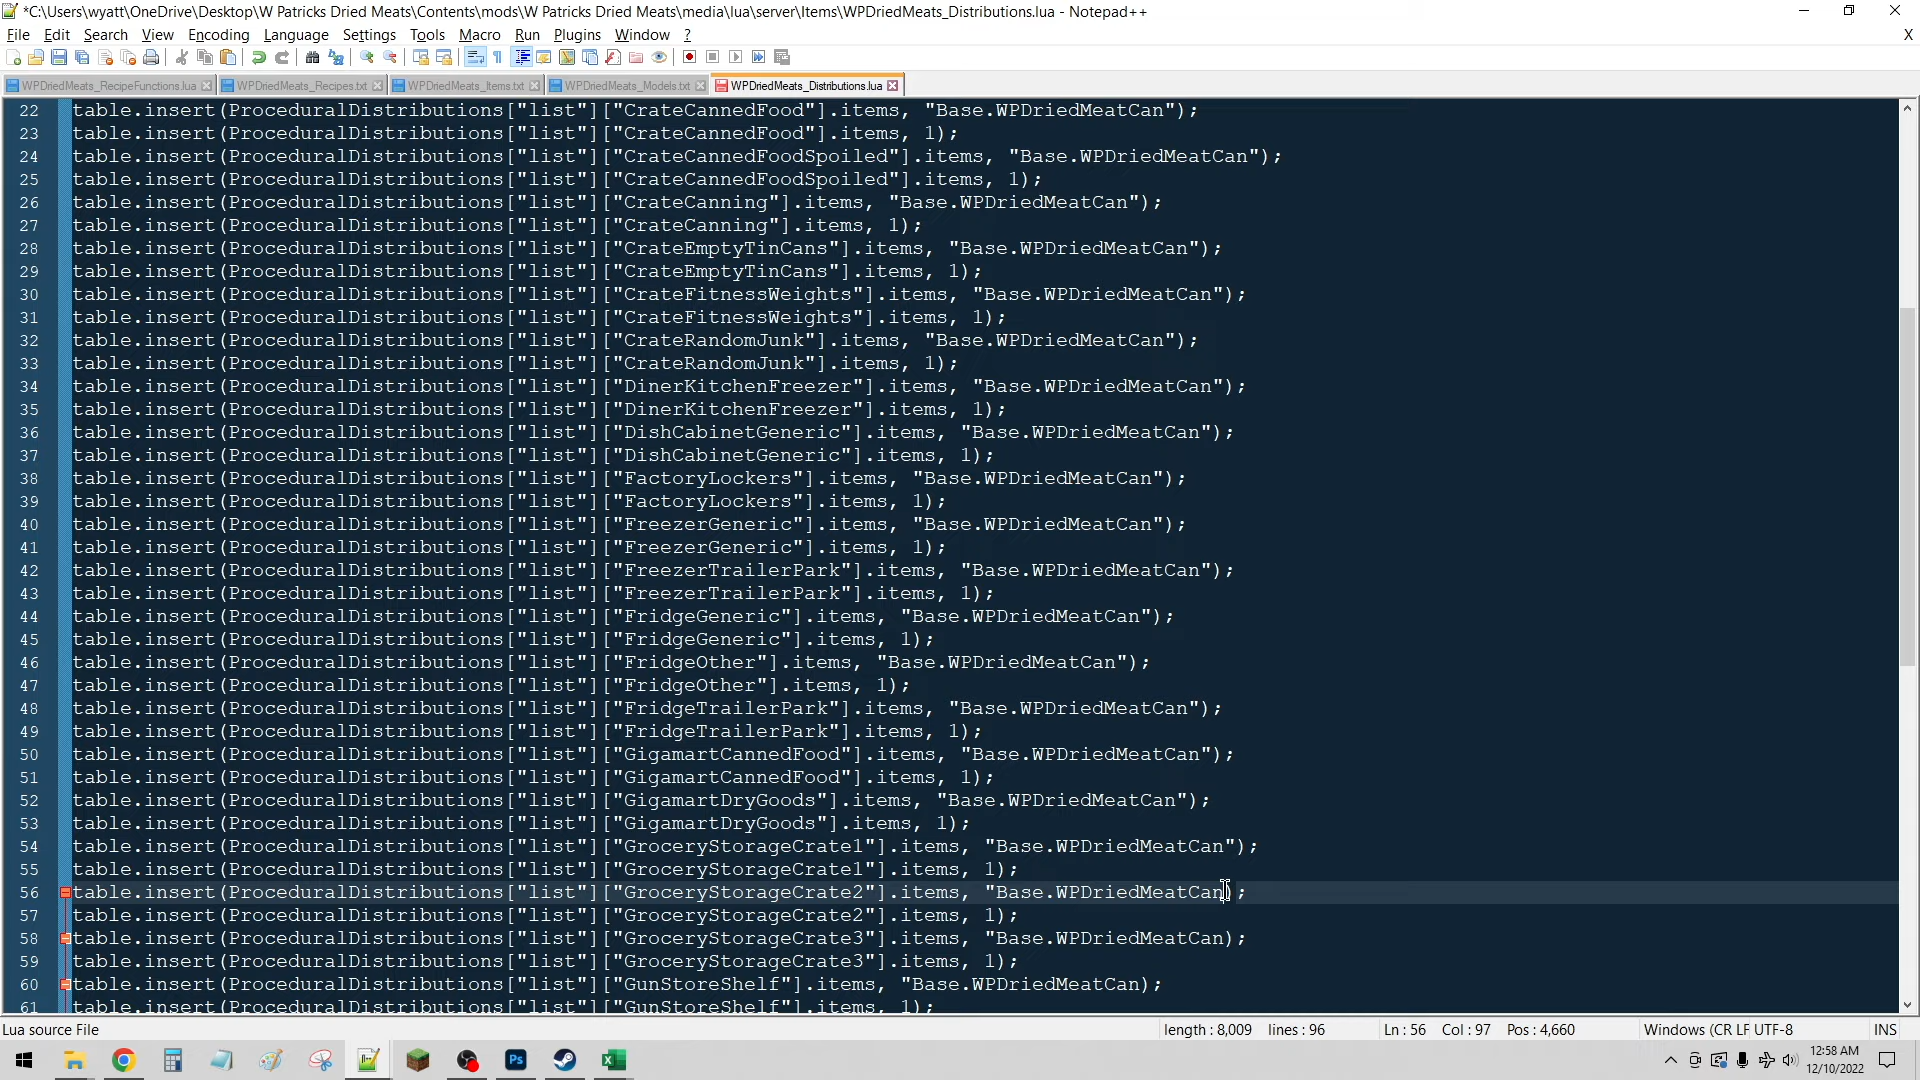 *C:\Users\wyatt\OneDrive\Desktop\W Patricks Dried Meats\Contents\mods\W Patricks Dried Meats\media\lua\server\Items\WPDriedMeats_Distributions.lua - Notepad++
File Edit Search View Encoding Language Settings Tools Macro Run Plugins Window ? X
WPDriedMeats_RecipeFunctions.lua WPDriedMeats_Recipes.txt WPDriedMeats_Items.txt WPDriedMeats_Models.txt WPDriedMeats_Distributions.lua
22 table.insert(ProceduralDistributions["list"]["CrateCannedFood"].items, "Base.WPDriedMeatCan");
23 table.insert(ProceduralDistributions["list"]["CrateCannedFood"].items, 1);
24 table.insert(ProceduralDistributions["list"]["CrateCannedFoodSpoiled"].items, "Base.WPDriedMeatCan");
25 table.insert(ProceduralDistributions["list"]["CrateCannedFoodSpoiled"].items, 1);
26 table.insert(ProceduralDistributions["list"]["CrateCanning"].items, "Base.WPDriedMeatCan");
27 table.insert(ProceduralDistributions["list"]["CrateCanning"].items, 1);
28 table.insert(ProceduralDistributions["list"]["CrateEmptyTinCans"].items, "Base.WPDriedMeatCan");
29 table.insert(ProceduralDistributions["list"]["CrateEmptyTinCans"].items, 1);
30 table.insert(ProceduralDistributions["list"]["CrateFitnessWeights"].items, "Base.WPDriedMeatCan");
31 table.insert(ProceduralDistributions["list"]["CrateFitnessWeights"].items, 1);
32 table.insert(ProceduralDistributions["list"]["CrateRandomJunk"].items, "Base.WPDriedMeatCan");
33 table.insert(ProceduralDistributions["list"]["CrateRandomJunk"].items, 1);
34 table.insert(ProceduralDistributions["list"]["DinerKitchenFreezer"].items, "Base.WPDriedMeatCan");
35 table.insert(ProceduralDistributions["list"]["DinerKitchenFreezer"].items, 1);
36 table.insert(ProceduralDistributions["list"]["DishCabinetGeneric"].items, "Base.WPDriedMeatCan");
37 table.insert(ProceduralDistributions["list"]["DishCabinetGeneric"].items, 1);
38 table.insert(ProceduralDistributions["list"]["FactoryLockers"].items, "Base.WPDriedMeatCan");
39 table.insert(ProceduralDistributions["list"]["FactoryLockers"].items, 1);
40 table.insert(ProceduralDistributions["list"]["FreezerGeneric"].items, "Base.WPDriedMeatCan");
41 table.insert(ProceduralDistributions["list"]["FreezerGeneric"].items, 1);
42 table.insert(ProceduralDistributions["list"]["FreezerTrailerPark"].items, "Base.WPDriedMeatCan");
43 table.insert(ProceduralDistributions["list"]["FreezerTrailerPark"].items, 1);
44 table.insert(ProceduralDistributions["list"]["FridgeGeneric"].items, "Base.WPDriedMeatCan");
45 table.insert(ProceduralDistributions["list"]["FridgeGeneric"].items, 1);
46 table.insert(ProceduralDistributions["list"]["FridgeOther"].items, "Base.WPDriedMeatCan");
47 table.insert(ProceduralDistributions["list"]["FridgeOther"].items, 1);
48 table.insert(ProceduralDistributions["list"]["FridgeTrailerPark"].items, "Base.WPDriedMeatCan");
49 table.insert(ProceduralDistributions["list"]["FridgeTrailerPark"].items, 1);
50 table.insert(ProceduralDistributions["list"]["GigamartCannedFood"].items, "Base.WPDriedMeatCan");
51 table.insert(ProceduralDistributions["list"]["GigamartCannedFood"].items, 1);
52 table.insert(ProceduralDistributions["list"]["GigamartDryGoods"].items, "Base.WPDriedMeatCan");
53 table.insert(ProceduralDistributions["list"]["GigamartDryGoods"].items, 1);
54 table.insert(ProceduralDistributions["list"]["GroceryStorageCrate1"].items, "Base.WPDriedMeatCan");
55 table.insert(ProceduralDistributions["list"]["GroceryStorageCrate1"].items, 1);
56 table.insert(ProceduralDistributions["list"]["GroceryStorageCrate2"].items, "Base.WPDriedMeatCan);
57 table.insert(ProceduralDistributions["list"]["GroceryStorageCrate2"].items, 1);
58 table.insert(ProceduralDistributions["list"]["GroceryStorageCrate3"].items, "Base.WPDriedMeatCan);
59 table.insert(ProceduralDistributions["list"]["GroceryStorageCrate3"].items, 1);
60 table.insert(ProceduralDistributions["list"]["GunStoreShelf"].items, "Base.WPDriedMeatCan);
61 table.insert(ProceduralDistributions["list"]["GunStoreShelf"].items, 1);
Lua source File length : 8,009 lines : 96 Ln : 56 Col : 97 Pos : 4,660 Windows (CR LF UTF-8 INS
Ps
12:58 AM
12/10/2022